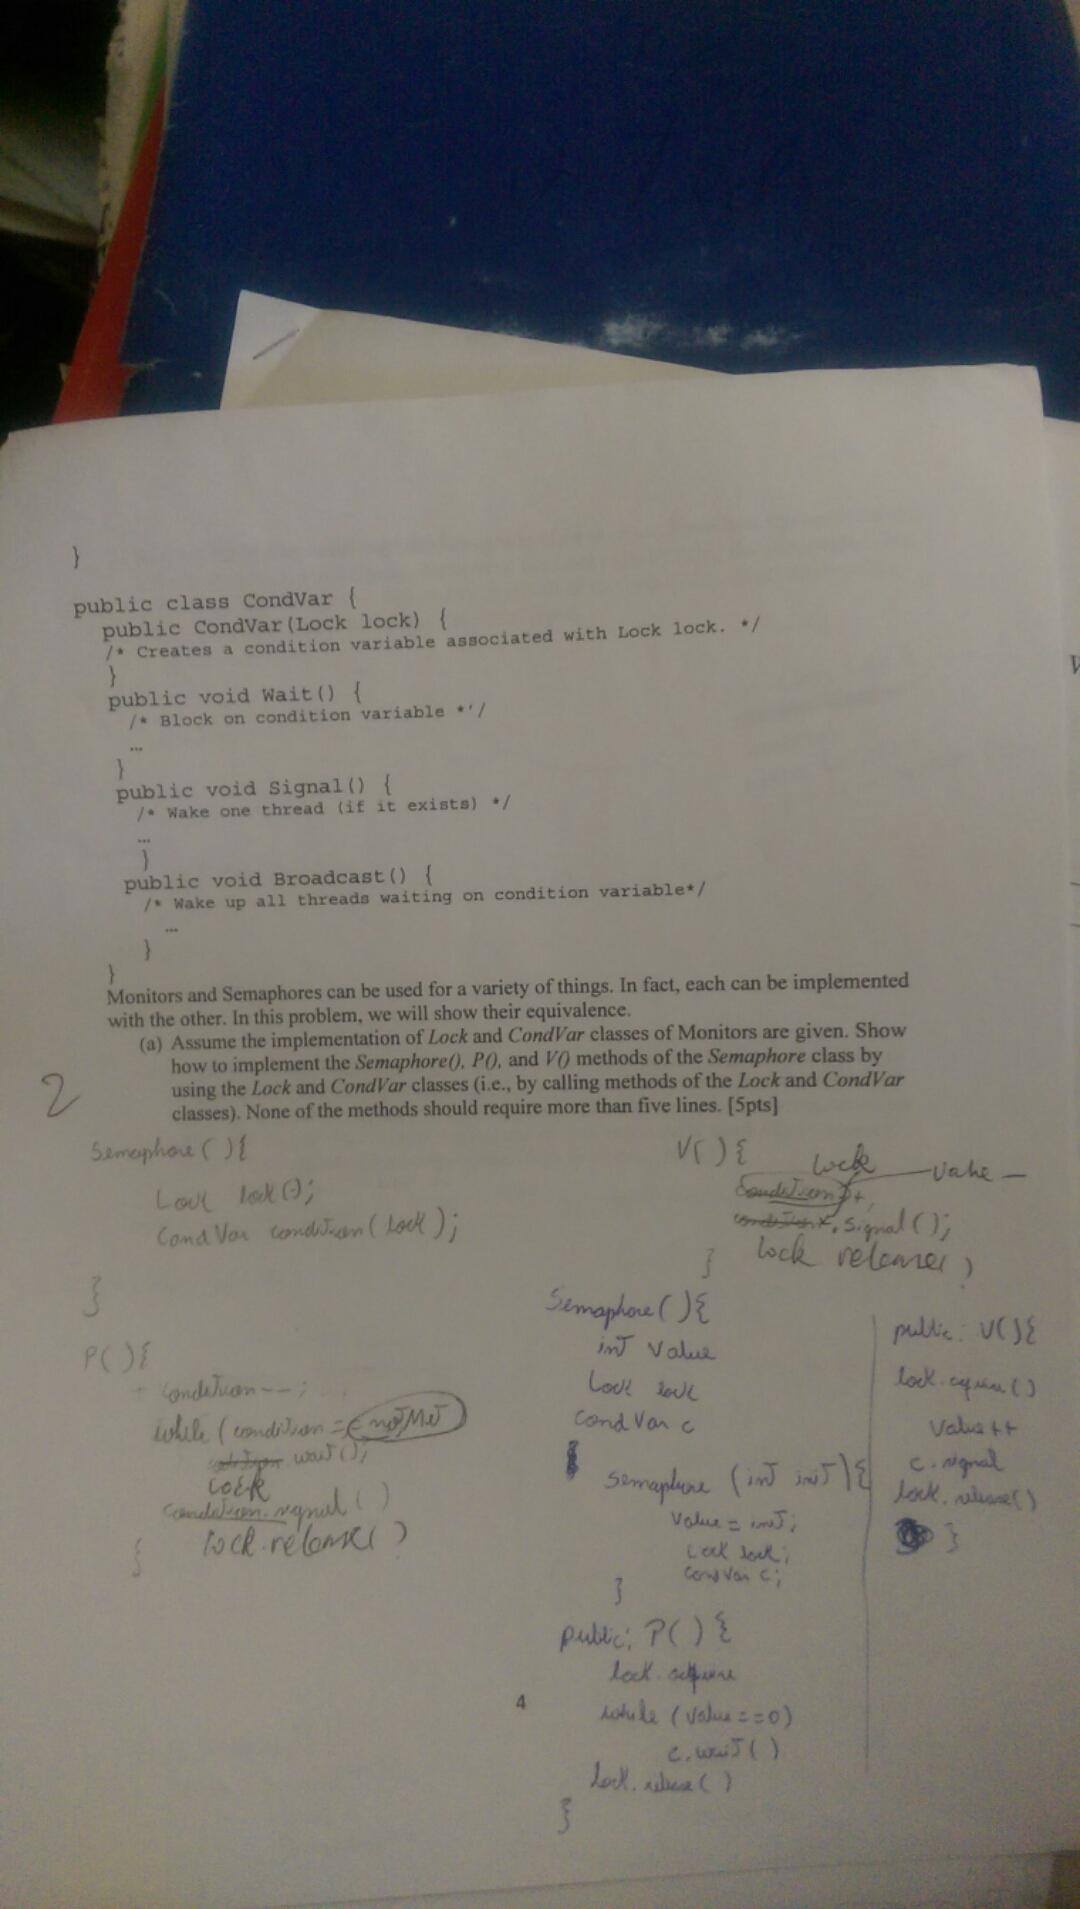 }
public class CondVar {
public CondVar(Lock lock) {
/* Creates a condition variable associated with Lock lock. */
}
public void Wait() {
/* Block on condition variable *'/
…
}
public void Signal() {
/* Wake one thread (if it exists) */
…
}
public void Broadcast() {
/* Wake up all threads waiting on condition variable*/
…
}
}
Monitors and Semaphores can be used for a variety of things. In fact, each can be implemented
with the other. In this problem, we will show their equivalence.
(a) Assume the implementation of Lock and CondVar classes of Monitors are given. Show
how to implement the Semaphore(), P(), and V() methods of the Semaphore class by
using the Lock and CondVar classes (i.e., by calling methods of the Lock and CondVar
classes). None of the methods should require more than five lines. [5pts]
2
Semaphore ( ) {
Lock lock();
CondVar condition (lock);
}
P( ) {
condition--;
while (condition == notMet
wait ();
lock
condition.signal ( )
lock.release( )
}
V( ) {
lock
value
condition++,
.signal ( );
lock release( )
}
Semaphore ( ) {
int value
Lock lock
Cond Var c
Semaphore (int init) {
value = init;
Lock lock;
CondVar c;
}
public: P( ) {
lock. acquire
while (value ==0)
c.wait ( )
lock. release ( )
}
public: V( ) {
lock.acquire ( )
Value ++
c. signal
lock. release ( )
}
4